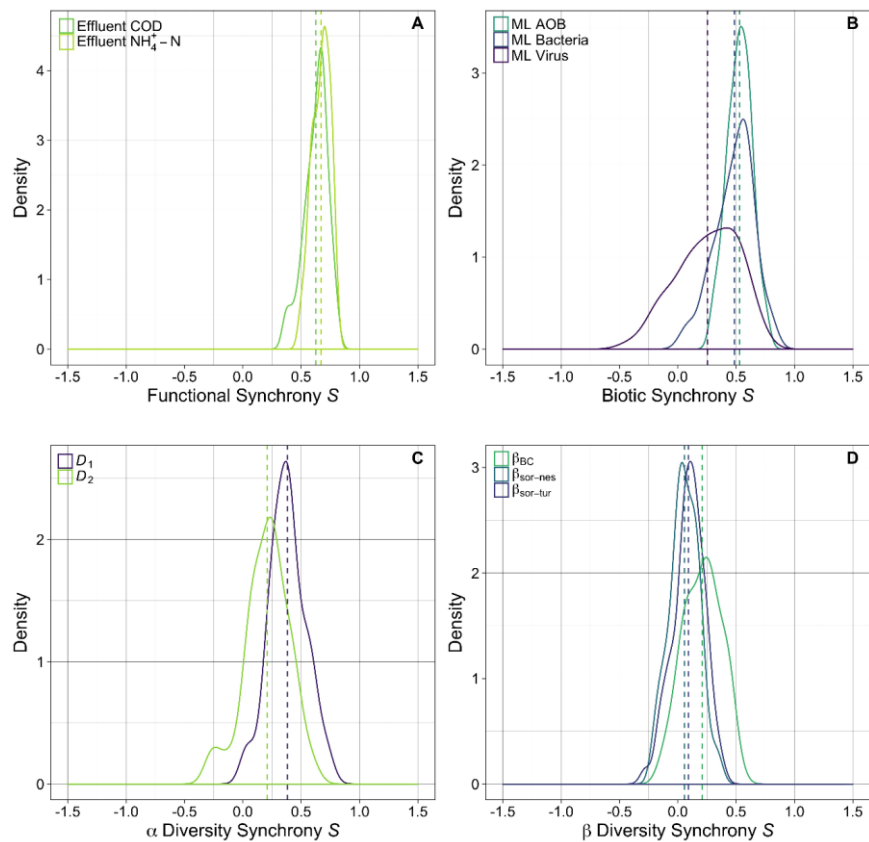 A
Effluent COD
Effluent NH₄⁺ – N
4
3
2
1
0
Density
-1.5 -1.0 -0.5 0.0 0.5 1.0 1.5
Functional Synchrony S
B
ML AOB
ML Bacteria
ML Virus
3
2
1
0
Density
-1.5 -1.0 -0.5 0.0 0.5 1.0 1.5
Biotic Synchrony S
C
D₁
D₂
2
1
0
Density
-1.5 -1.0 -0.5 0.0 0.5 1.0 1.5
α Diversity Synchrony S
D
βBC
βsor−nes
βsor−tur
3
2
1
0
Density
-1.5 -1.0 -0.5 0.0 0.5 1.0 1.5
β Diversity Synchrony S